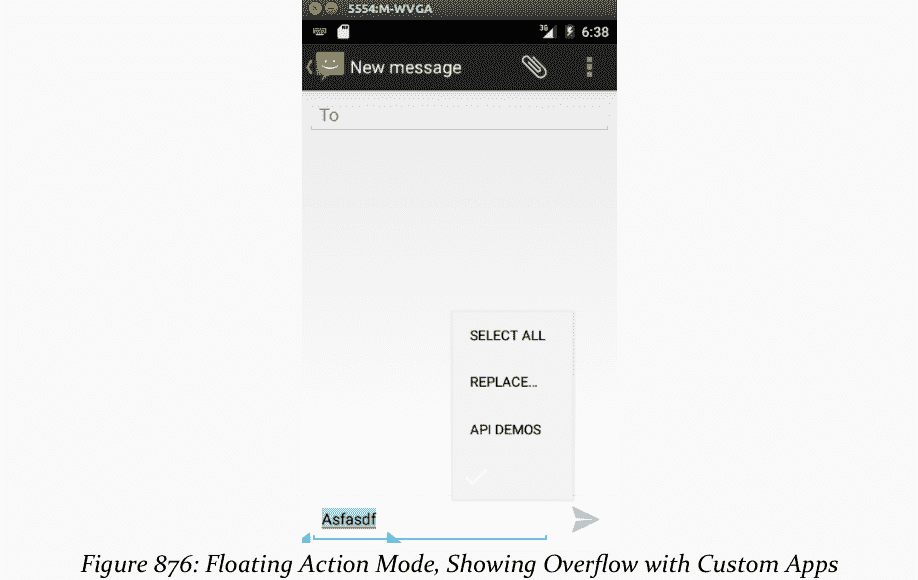 5554:M-WVGA
3G 6:38
New message
To
SELECT ALL
REPLACE...
API DEMOS
Asfasdf
Figure 876: Floating Action Mode, Showing Overflow with Custom Apps